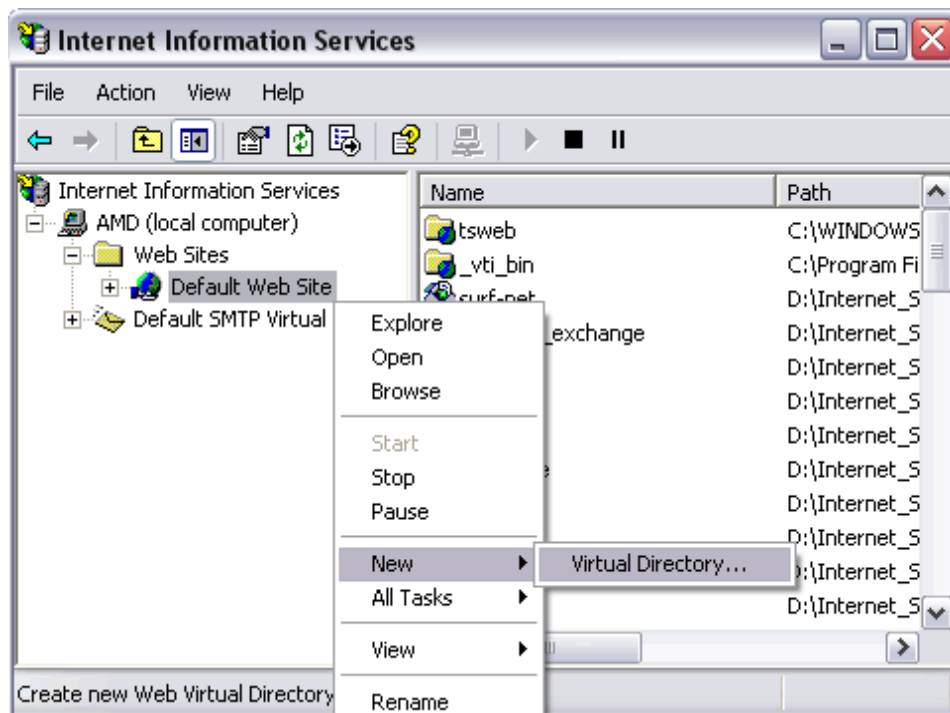 Internet Information Services
File Action View Help
Internet Information Services
AMD (local computer)
Web Sites
Default Web Site
Default SMTP Virtual
Name Path
tsweb C:\WINDOWS
_vti_bin C:\Program Fi
surf-net D:\Internet_S
_exchange D:\Internet_S
D:\Internet_S
D:\Internet_S
D:\Internet_S
D:\Internet_S
D:\Internet_S
D:\Internet_S
D:\Internet_S
D:\Internet_S
Explore
Open
Browse
Start
Stop
Pause
New
Virtual Directory...
All Tasks
View
Rename
Create new Web Virtual Directory